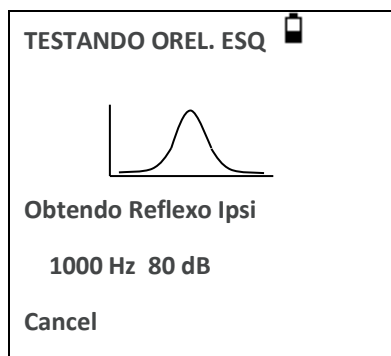 TESTANDO OREL. ESQ
Obtendo Reflexo Ipsi
1000 Hz 80 dB
Cancel